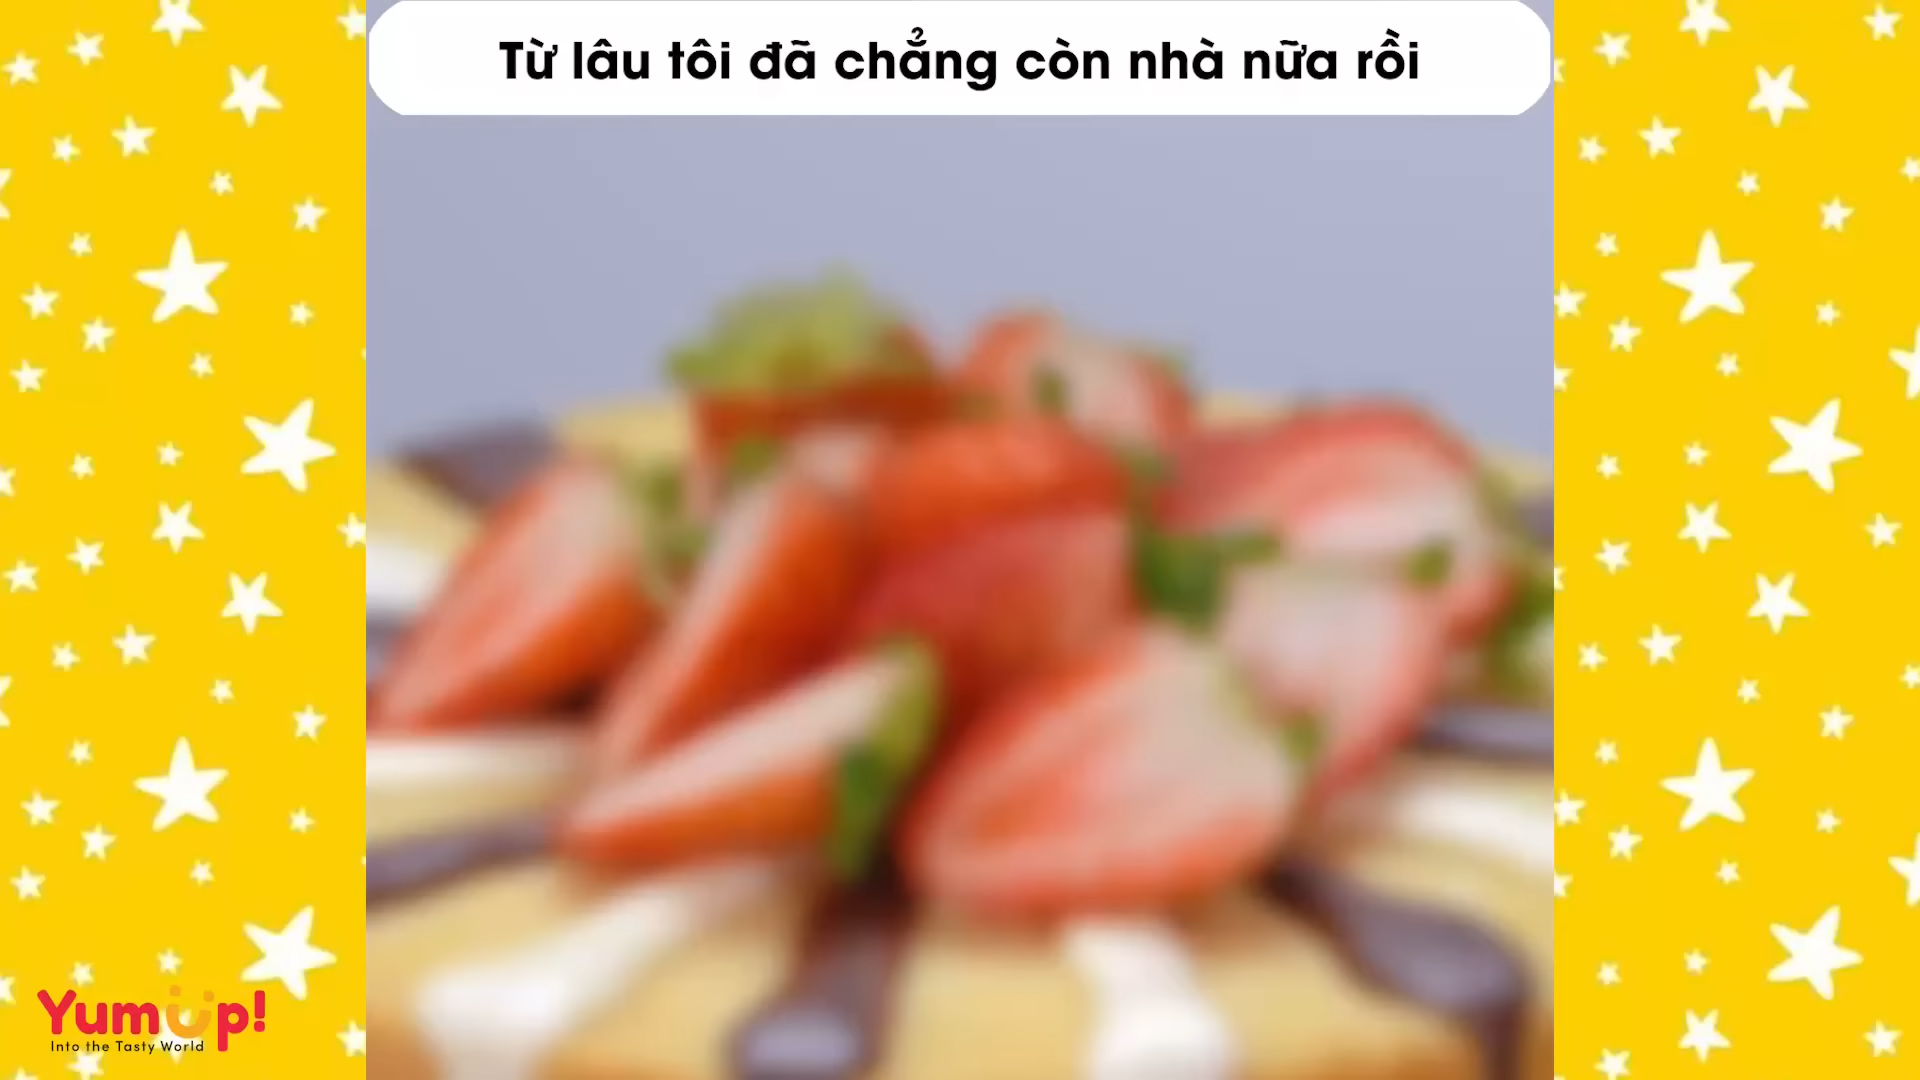 Từ lâu tôi đã chẳng còn nhà nữa rồi
YumUp!
Into the Tasty World